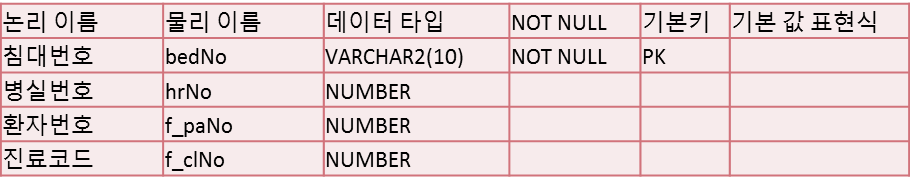 논리 이름 물리 이름 데이터 타입 NOT NULL 기본키 기본 값 표현식
침대번호 bedNo VARCHAR2(10) NOT NULL PK
병실번호 hrNo NUMBER
환자번호 f_paNo NUMBER
진료코드 f_clNo NUMBER